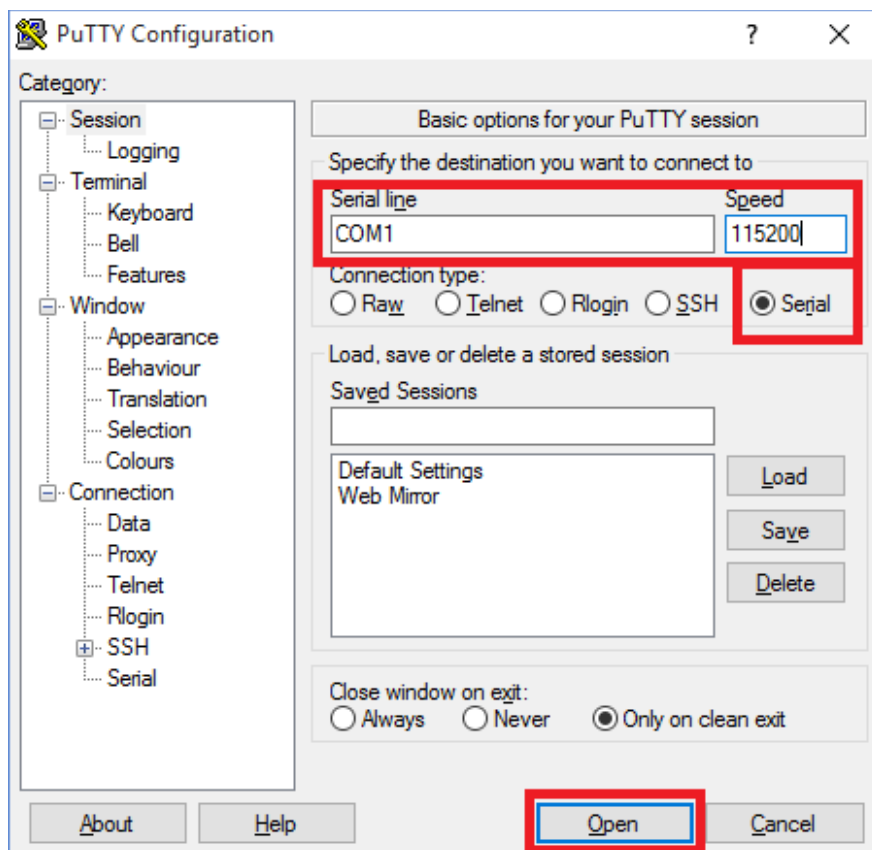 PuTTY Configuration
?
Category:
Session
Logging
Terminal
Keyboard
Bell
Features
Window
Appearance
Behaviour
Translation
Selection
Colours
Connection
Data
Proxy
Telnet
Rlogin
SSH
Serial
Basic options for your PuTTY session
Specify the destination you want to connect to
Serial line Speed
COM1 115200
Connection type:
Raw Telnet Rlogin SSH Serial
Load, save or delete a stored session
Saved Sessions
Default Settings
Web Mirror
Load
Save
Delete
Close window on exit:
Always Never Only on clean exit
About Help Open Cancel